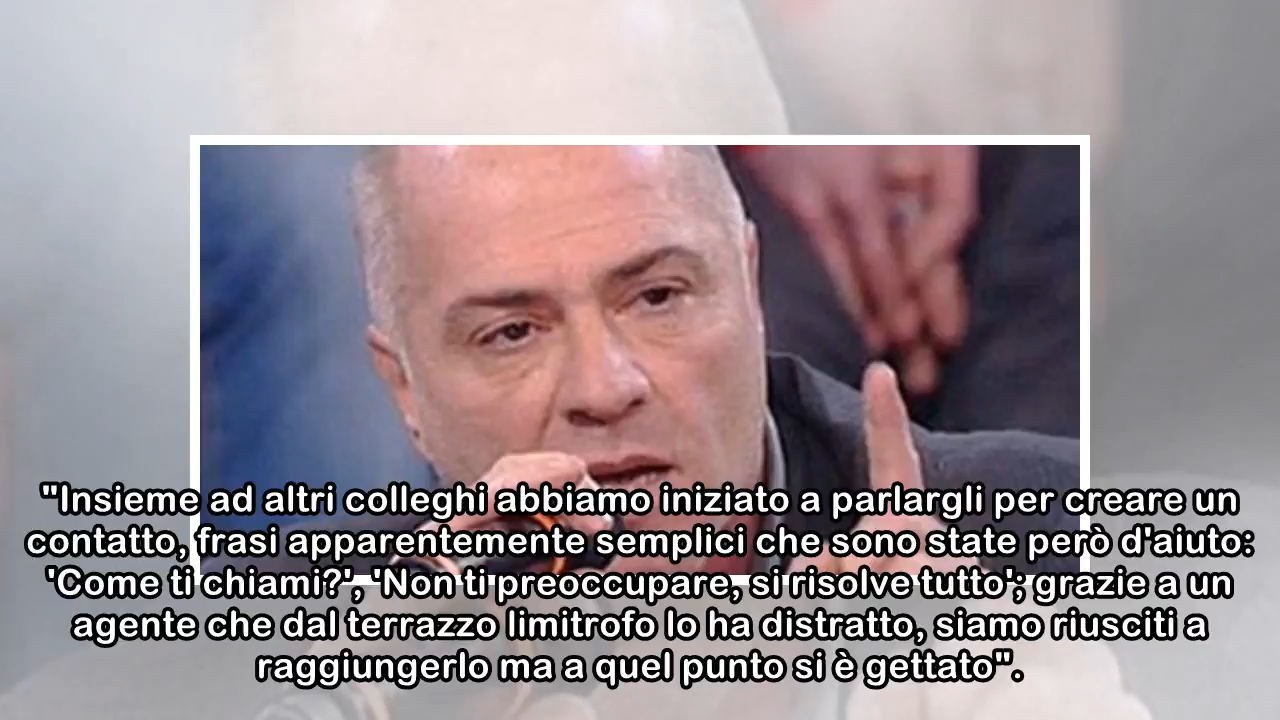 "Insieme ad altri colleghi abbiamo iniziato a parlargli per creare un
contatto, frasi apparentemente semplici che sono state però d'aiuto:
'Come ti chiami?', 'Non ti preoccupare, si risolve tutto'; grazie a un
agente che dal terrazzo limitrofo lo ha distratto, siamo riusciti a
raggiungerlo ma a quel punto si è gettato".